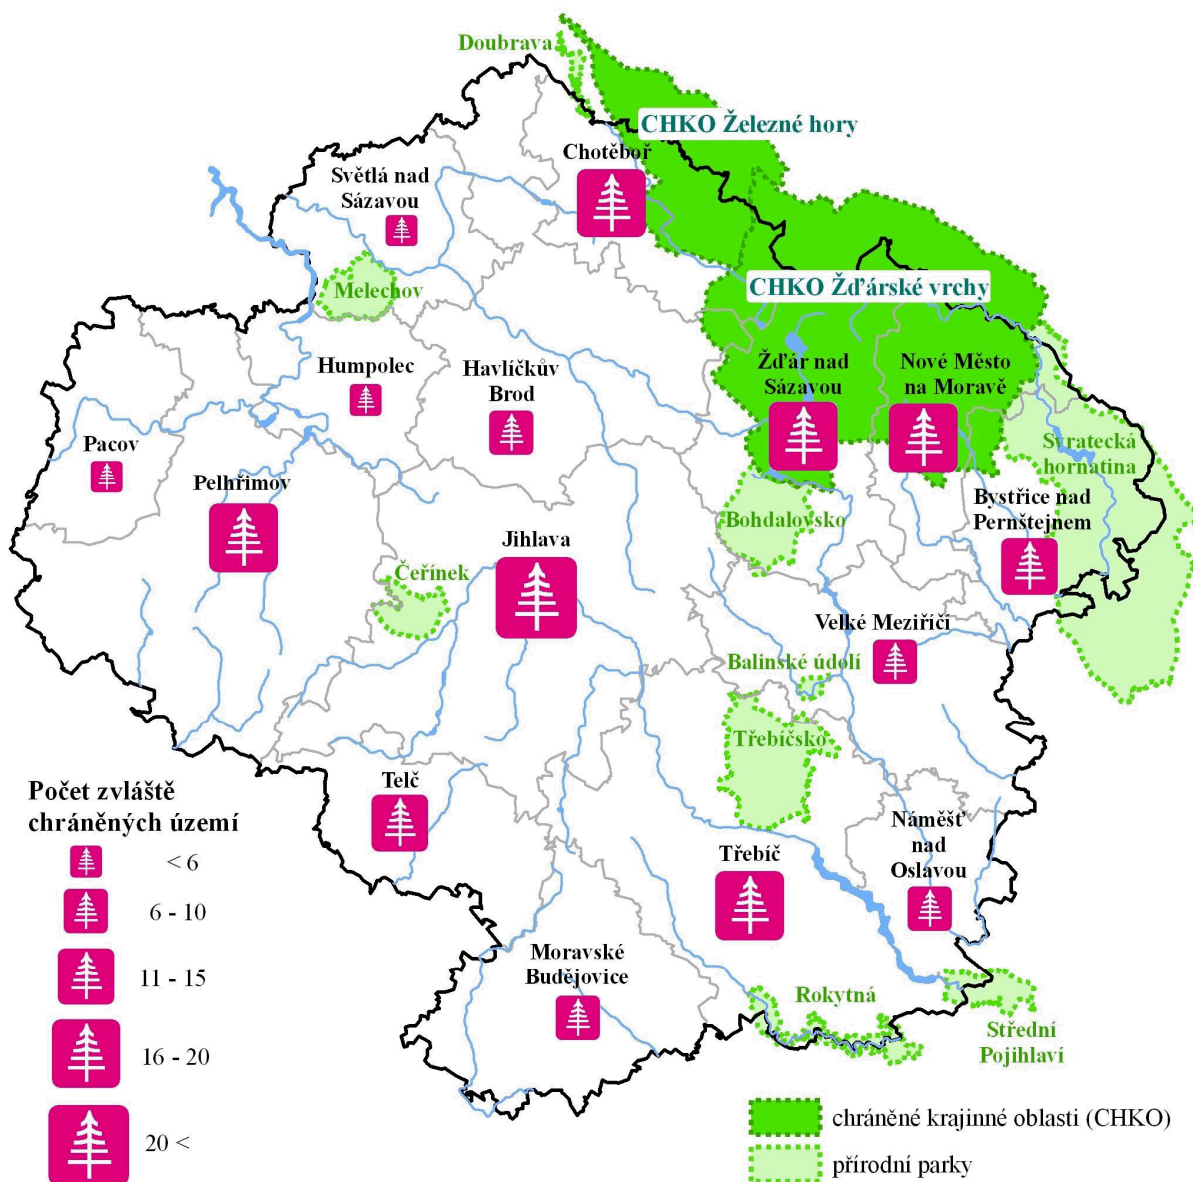 Doubrava
CHKO Železné hory
Chotěboř
Světlá nad
Sázavou
Melechov
CHKO Žďárské vrchy
Humpolec
Havlíčkův
Brod
Žďár nad
Sázavou
Nové Město
na Moravě
Pacov
Pelhřimov
Svratecká
hornatina
Bystřice nad
Pernštejnem
Bohdalovsko
Jihlava
Čeřínek
Velké Meziříčí
Balinské údolí
Třebíčsko
Telč
Náměšť
nad
Oslavou
Třebíč
Moravské
Budějovice
Rokytná
Střední
Pojihlaví
Počet zvláště
chráněných území
< 6
6 - 10
11 - 15
16 - 20
20 <
chráněné krajinné oblasti (CHKO)
přírodní parky